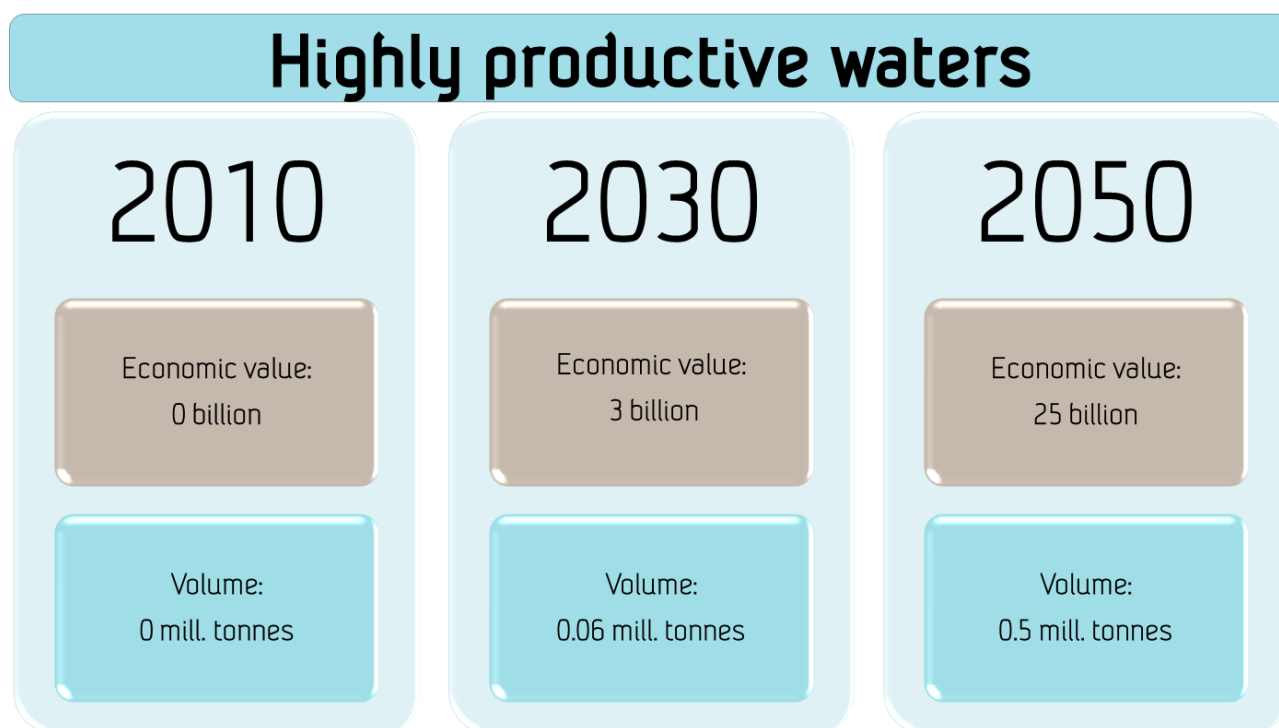 Highly productive waters
2010
Economic value:
0 billion
Volume:
0 mill. tonnes
2030
Economic value:
3 billion
Volume:
0.06 mill. tonnes
2050
Economic value:
25 billion
Volume:
0.5 mill. tonnes